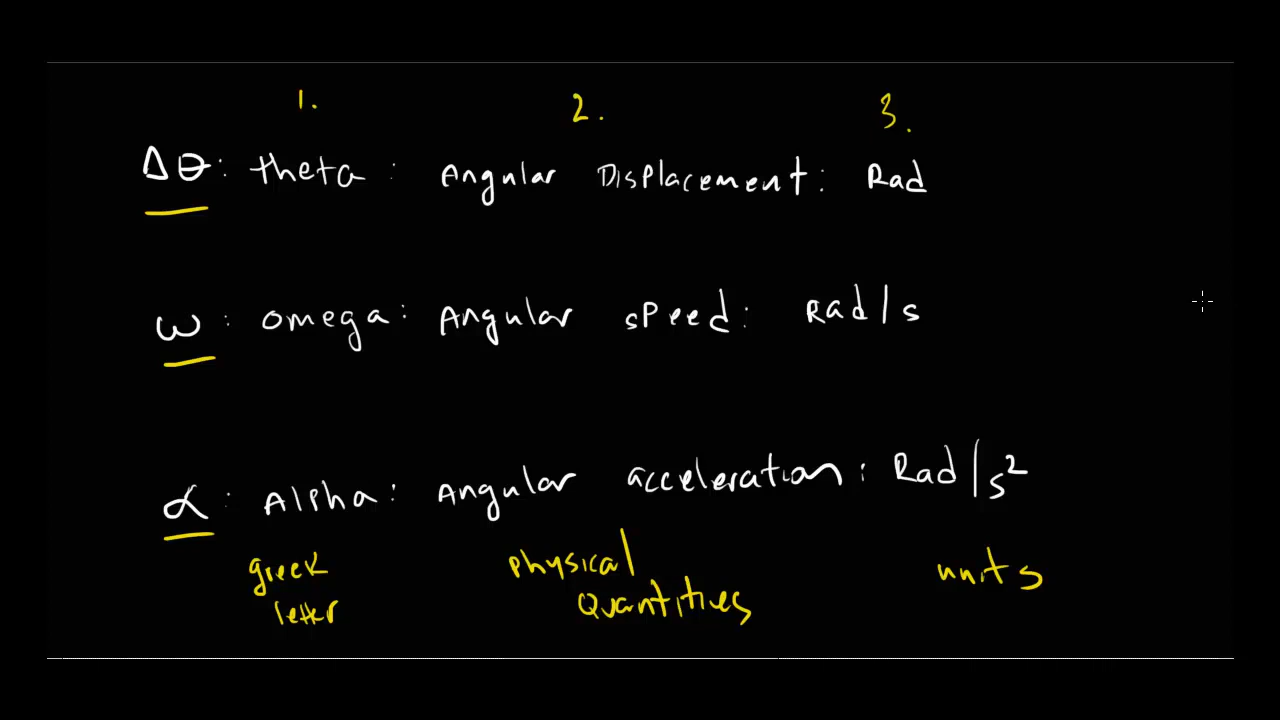 1. 2. 3.
Δθ: theta: Angular Displacement: Rad
ω: omega: Angular speed: Rad/s
α: Alpha: Angular acceleration: Rad/s²
greek letter
physical Quantities
units